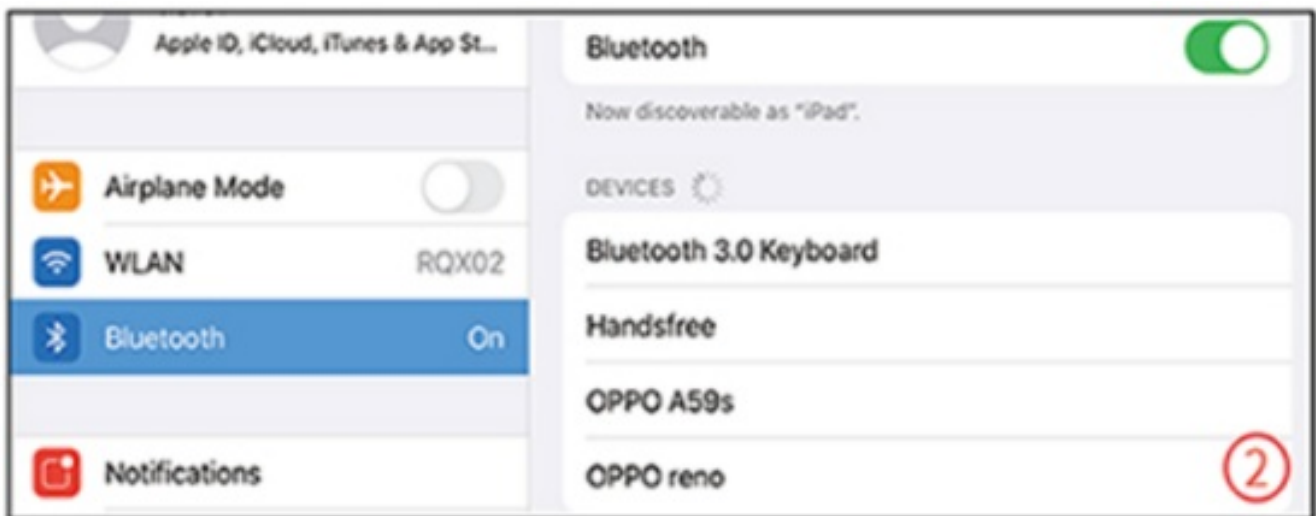 Apple ID, iCloud, iTunes & App St...
Airplane Mode
WLAN RQX02
Bluetooth On
Notifications
Bluetooth
Now discoverable as "iPad".
DEVICES
Bluetooth 3.0 Keyboard
Handsfree
OPPO A59s
OPPO reno
2